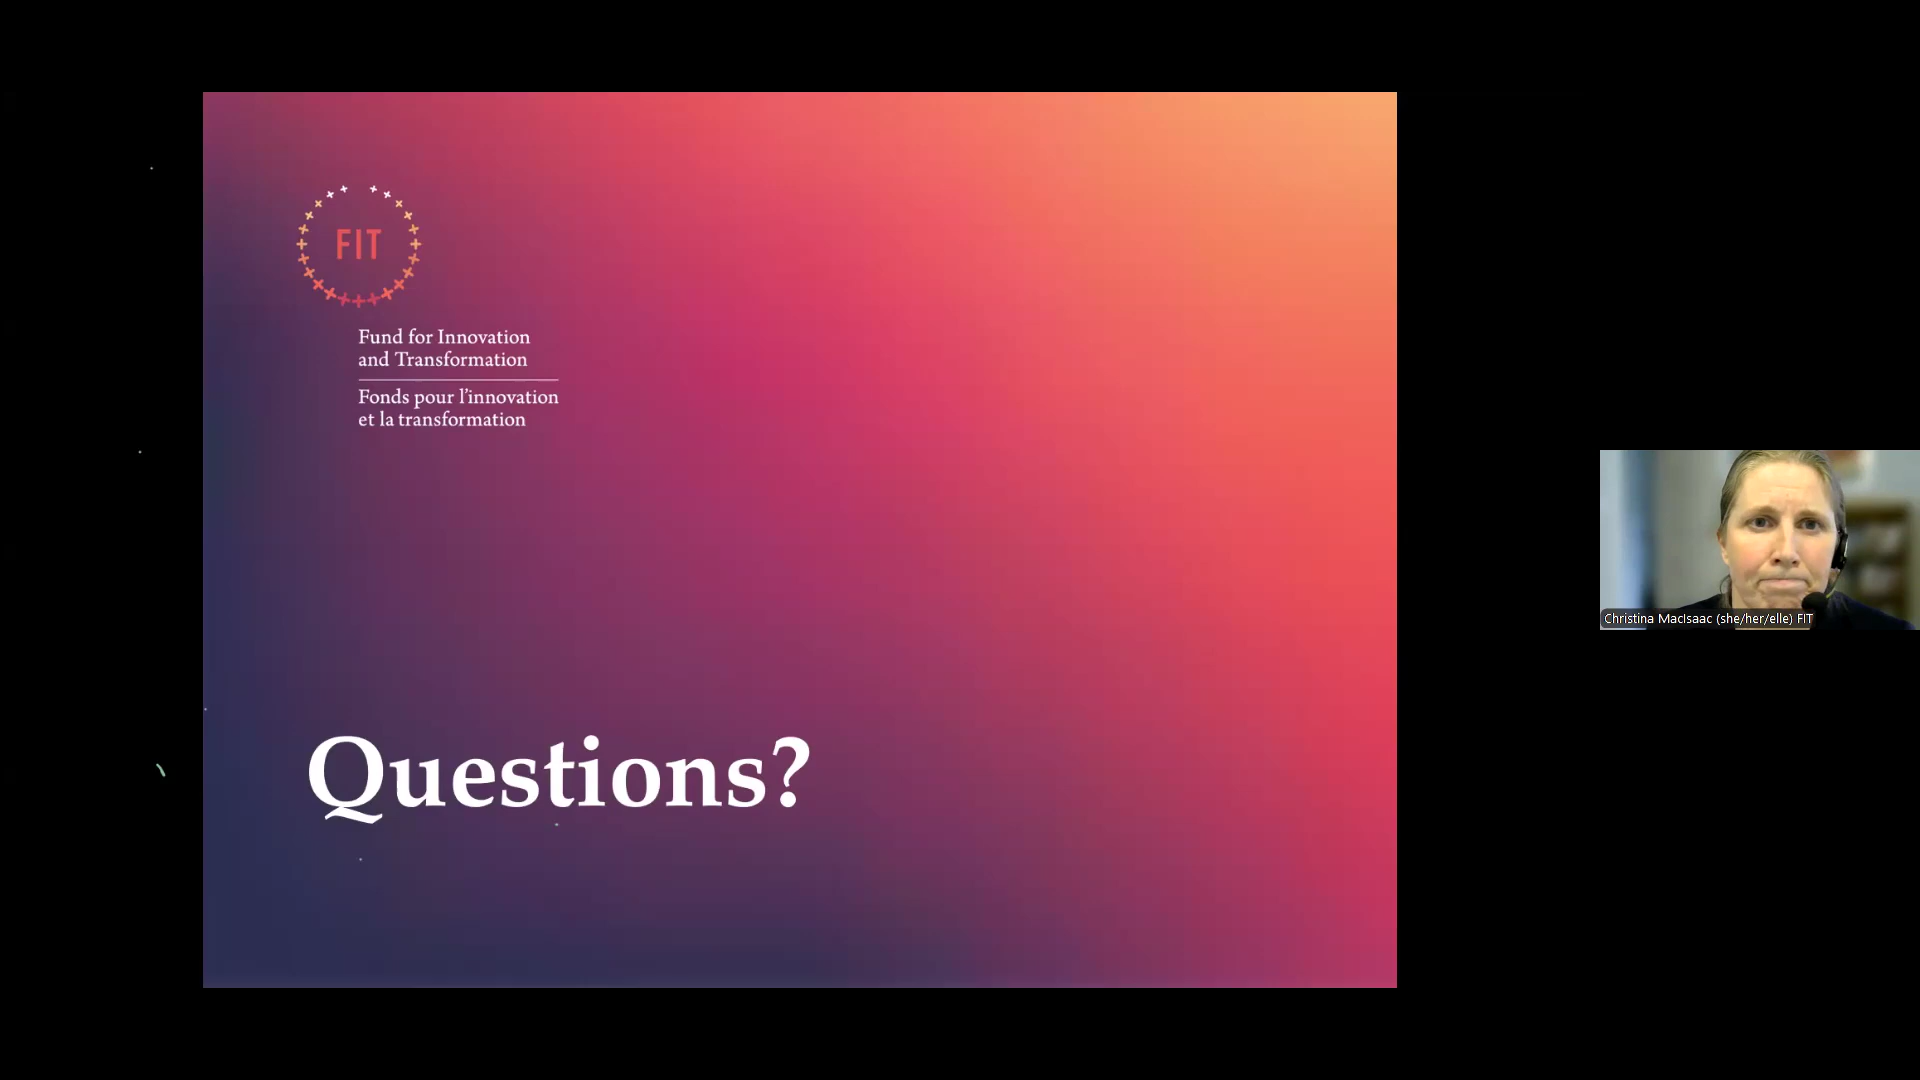 FIT
Fund for Innovation
and Transformation
Fonds pour l'innovation
et la transformation
Questions?
Christina MacIsaac (she/her/elle) FIT